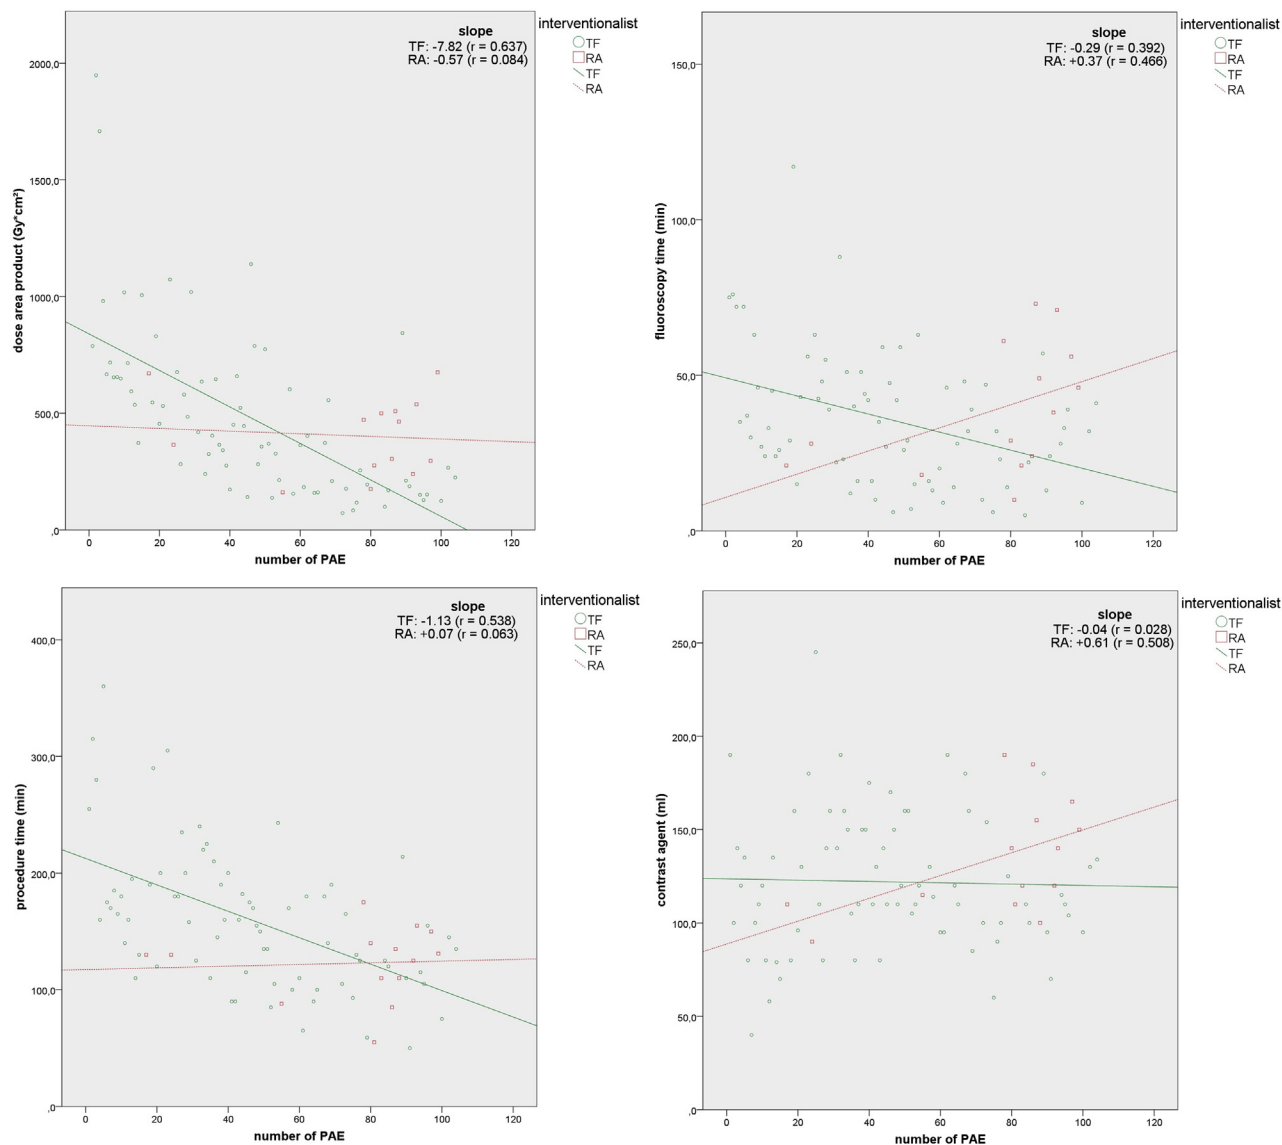 slope
TF: -7.82 (r = 0.637)
RA: -0.57 (r = 0.084)
interventionalist
TF
RA
TF
RA
dose area product (Gy*cm²)
2000,0
1500,0
1000,0
500,0
,0
0 20 40 60 80 100 120
number of PAE
slope
TF: -0.29 (r = 0.392)
RA: +0.37 (r = 0.466)
interventionalist
TF
RA
TF
RA
fluoroscopy time (min)
150,0
100,0
50,0
,0
0 20 40 60 80 100 120
number of PAE
slope
TF: -1.13 (r = 0.538)
RA: +0.07 (r = 0.063)
interventionalist
TF
RA
TF
RA
procedure time (min)
400,0
300,0
200,0
100,0
,0
0 20 40 60 80 100 120
number of PAE
slope
TF: -0.04 (r = 0.028)
RA: +0.61 (r = 0.508)
interventionalist
TF
RA
TF
RA
contrast agent (ml)
250,0
200,0
150,0
100,0
50,0
,0
0 20 40 60 80 100 120
number of PAE